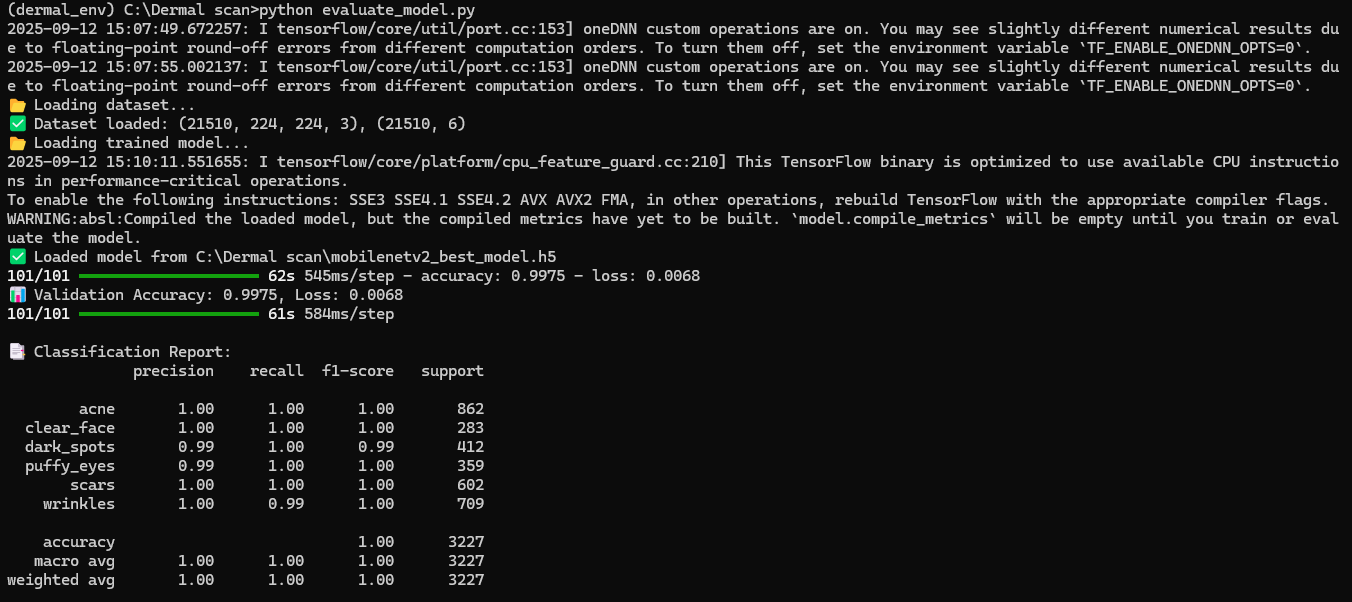 (dermal_env) C:\Dermal scan>python evaluate_model.py
2025-09-12 15:07:49.672257: I tensorflow/core/util/port.cc:153] oneDNN custom operations are on. You may see slightly different numerical results du
e to floating-point round-off errors from different computation orders. To turn them off, set the environment variable `TF_ENABLE_ONEDNN_OPTS=0`.
2025-09-12 15:07:55.002137: I tensorflow/core/util/port.cc:153] oneDNN custom operations are on. You may see slightly different numerical results du
e to floating-point round-off errors from different computation orders. To turn them off, set the environment variable `TF_ENABLE_ONEDNN_OPTS=0`.
📂 Loading dataset...
✅ Dataset loaded: (21510, 224, 224, 3), (21510, 6)
📂 Loading trained model...
2025-09-12 15:10:11.551655: I tensorflow/core/platform/cpu_feature_guard.cc:210] This TensorFlow binary is optimized to use available CPU instructio
ns in performance-critical operations.
To enable the following instructions: SSE3 SSE4.1 SSE4.2 AVX AVX2 FMA, in other operations, rebuild TensorFlow with the appropriate compiler flags.
WARNING:absl:Compiled the loaded model, but the compiled metrics have yet to be built. `model.compile_metrics` will be empty until you train or eval
uate the model.
✅ Loaded model from C:\Dermal scan\mobilenetv2_best_model.h5
101/101 ━━━━━━━━━━━━━━━━━━━━ 62s 545ms/step - accuracy: 0.9975 - loss: 0.0068
📊 Validation Accuracy: 0.9975, Loss: 0.0068
101/101 ━━━━━━━━━━━━━━━━━━━━ 61s 584ms/step
📑 Classification Report:
              precision    recall  f1-score   support
        acne       1.00      1.00      1.00       862
  clear_face       1.00      1.00      1.00       283
  dark_spots       0.99      1.00      0.99       412
  puffy_eyes       0.99      1.00      1.00       359
       scars       1.00      1.00      1.00       602
    wrinkles       1.00      0.99      1.00       709
    accuracy                           1.00      3227
   macro avg       1.00      1.00      1.00      3227
weighted avg       1.00      1.00      1.00      3227